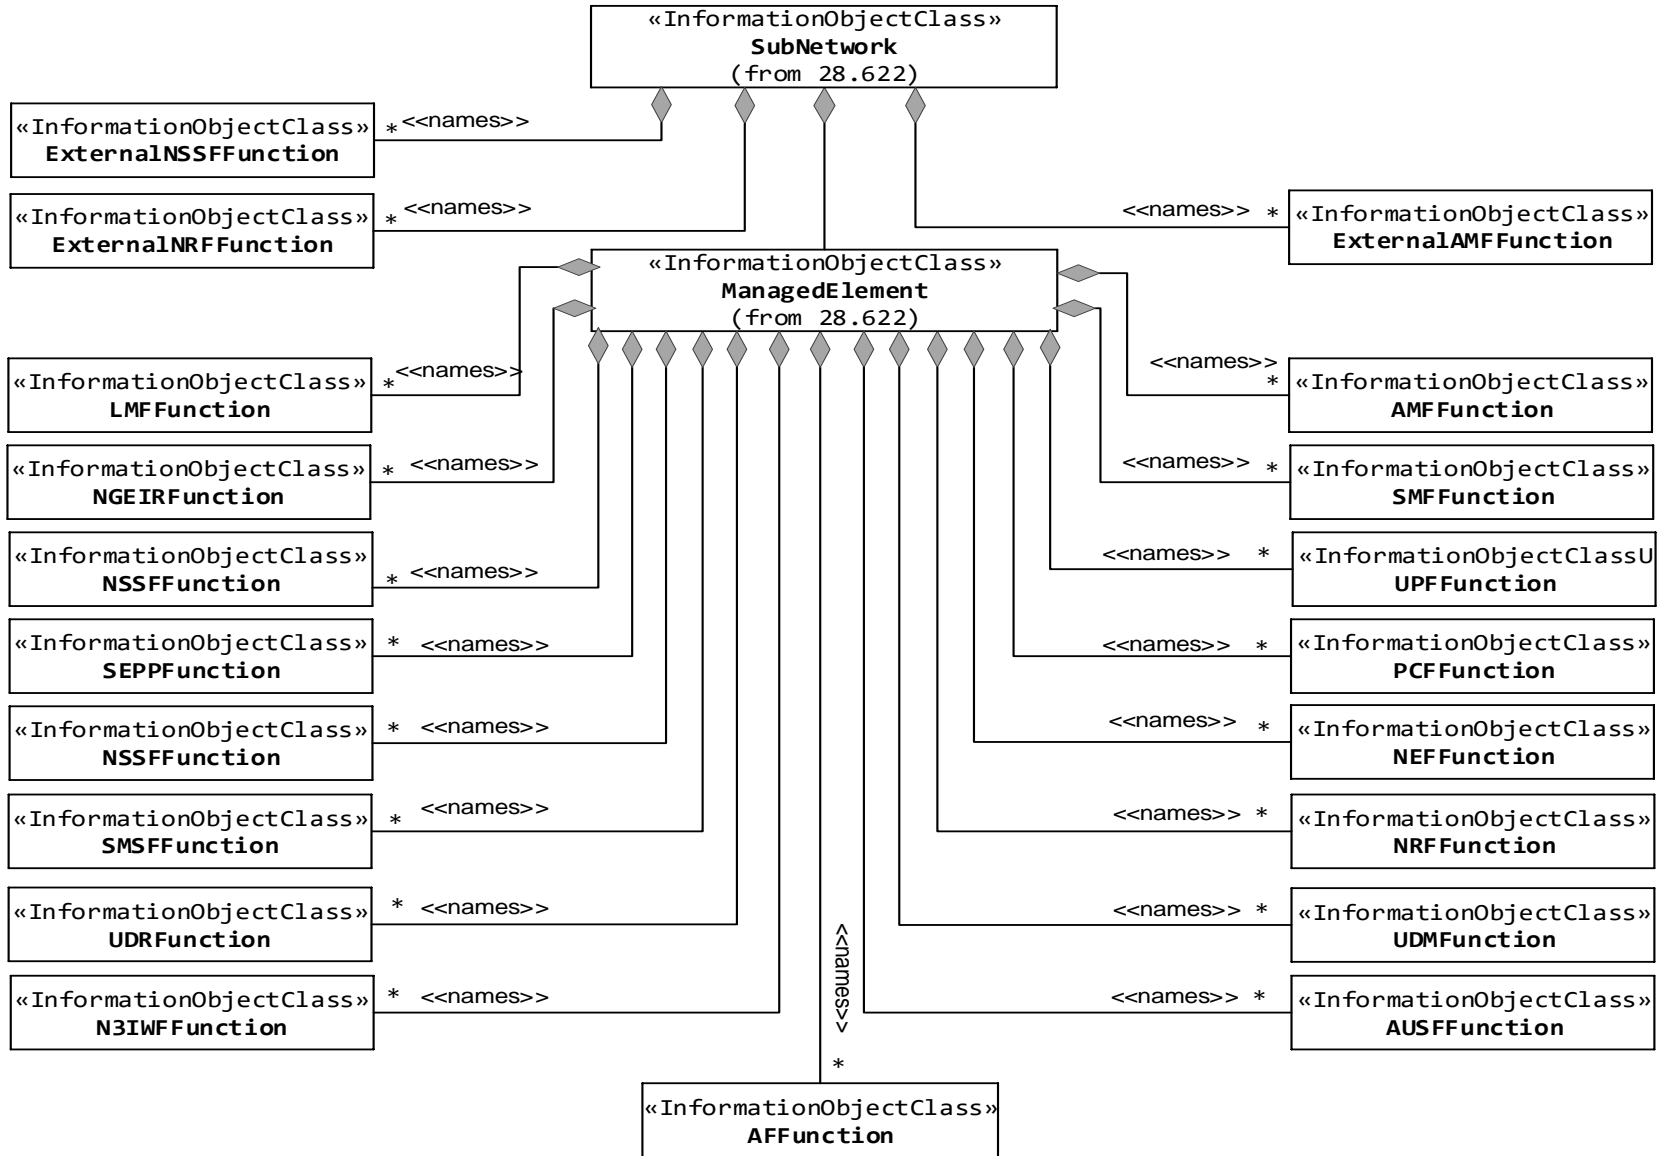 «InformationObjectClass»
SubNetwork
(from 28.622)
«InformationObjectClass»
ExternalNSSFFunction
* <<names>>
«InformationObjectClass»
ExternalNRFFunction
* <<names>>
<<names>> *
«InformationObjectClass»
ExternalAMFFunction
«InformationObjectClass»
ManagedElement
(from 28.622)
«InformationObjectClass»
LMFFunction
* <<names>>
<<names>>
*
«InformationObjectClass»
AMFFunction
«InformationObjectClass»
NGEIRFunction
* <<names>>
<<names>> *
«InformationObjectClass»
SMFFunction
«InformationObjectClass»
NSSFFunction
* <<names>>
<<names>> *
«InformationObjectClassU
UPFFunction
«InformationObjectClass»
SEPPFunction
* <<names>>
<<names>> *
«InformationObjectClass»
PCFFunction
«InformationObjectClass»
NSSFFunction
* <<names>>
<<names>> *
«InformationObjectClass»
NEFFunction
«InformationObjectClass»
SMSFFunction
* <<names>>
<<names>> *
«InformationObjectClass»
NRFFunction
«InformationObjectClass»
UDRFunction
* <<names>>
<<names>> *
«InformationObjectClass»
UDMFunction
«InformationObjectClass»
N3IWFFunction
* <<names>>
<<names>> *
«InformationObjectClass»
AUSFFunction
<<names>>
*
«InformationObjectClass»
AFFunction